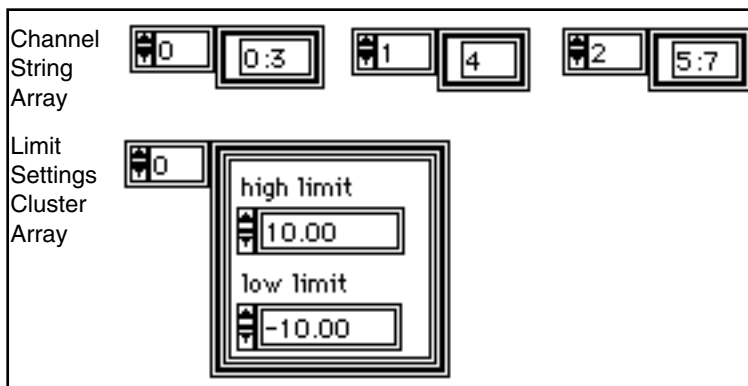 Channel
String
Array
0 0:3 1 4 2 5:7
Limit
Settings
Cluster
Array
0
high limit
10.00
low limit
-10.00